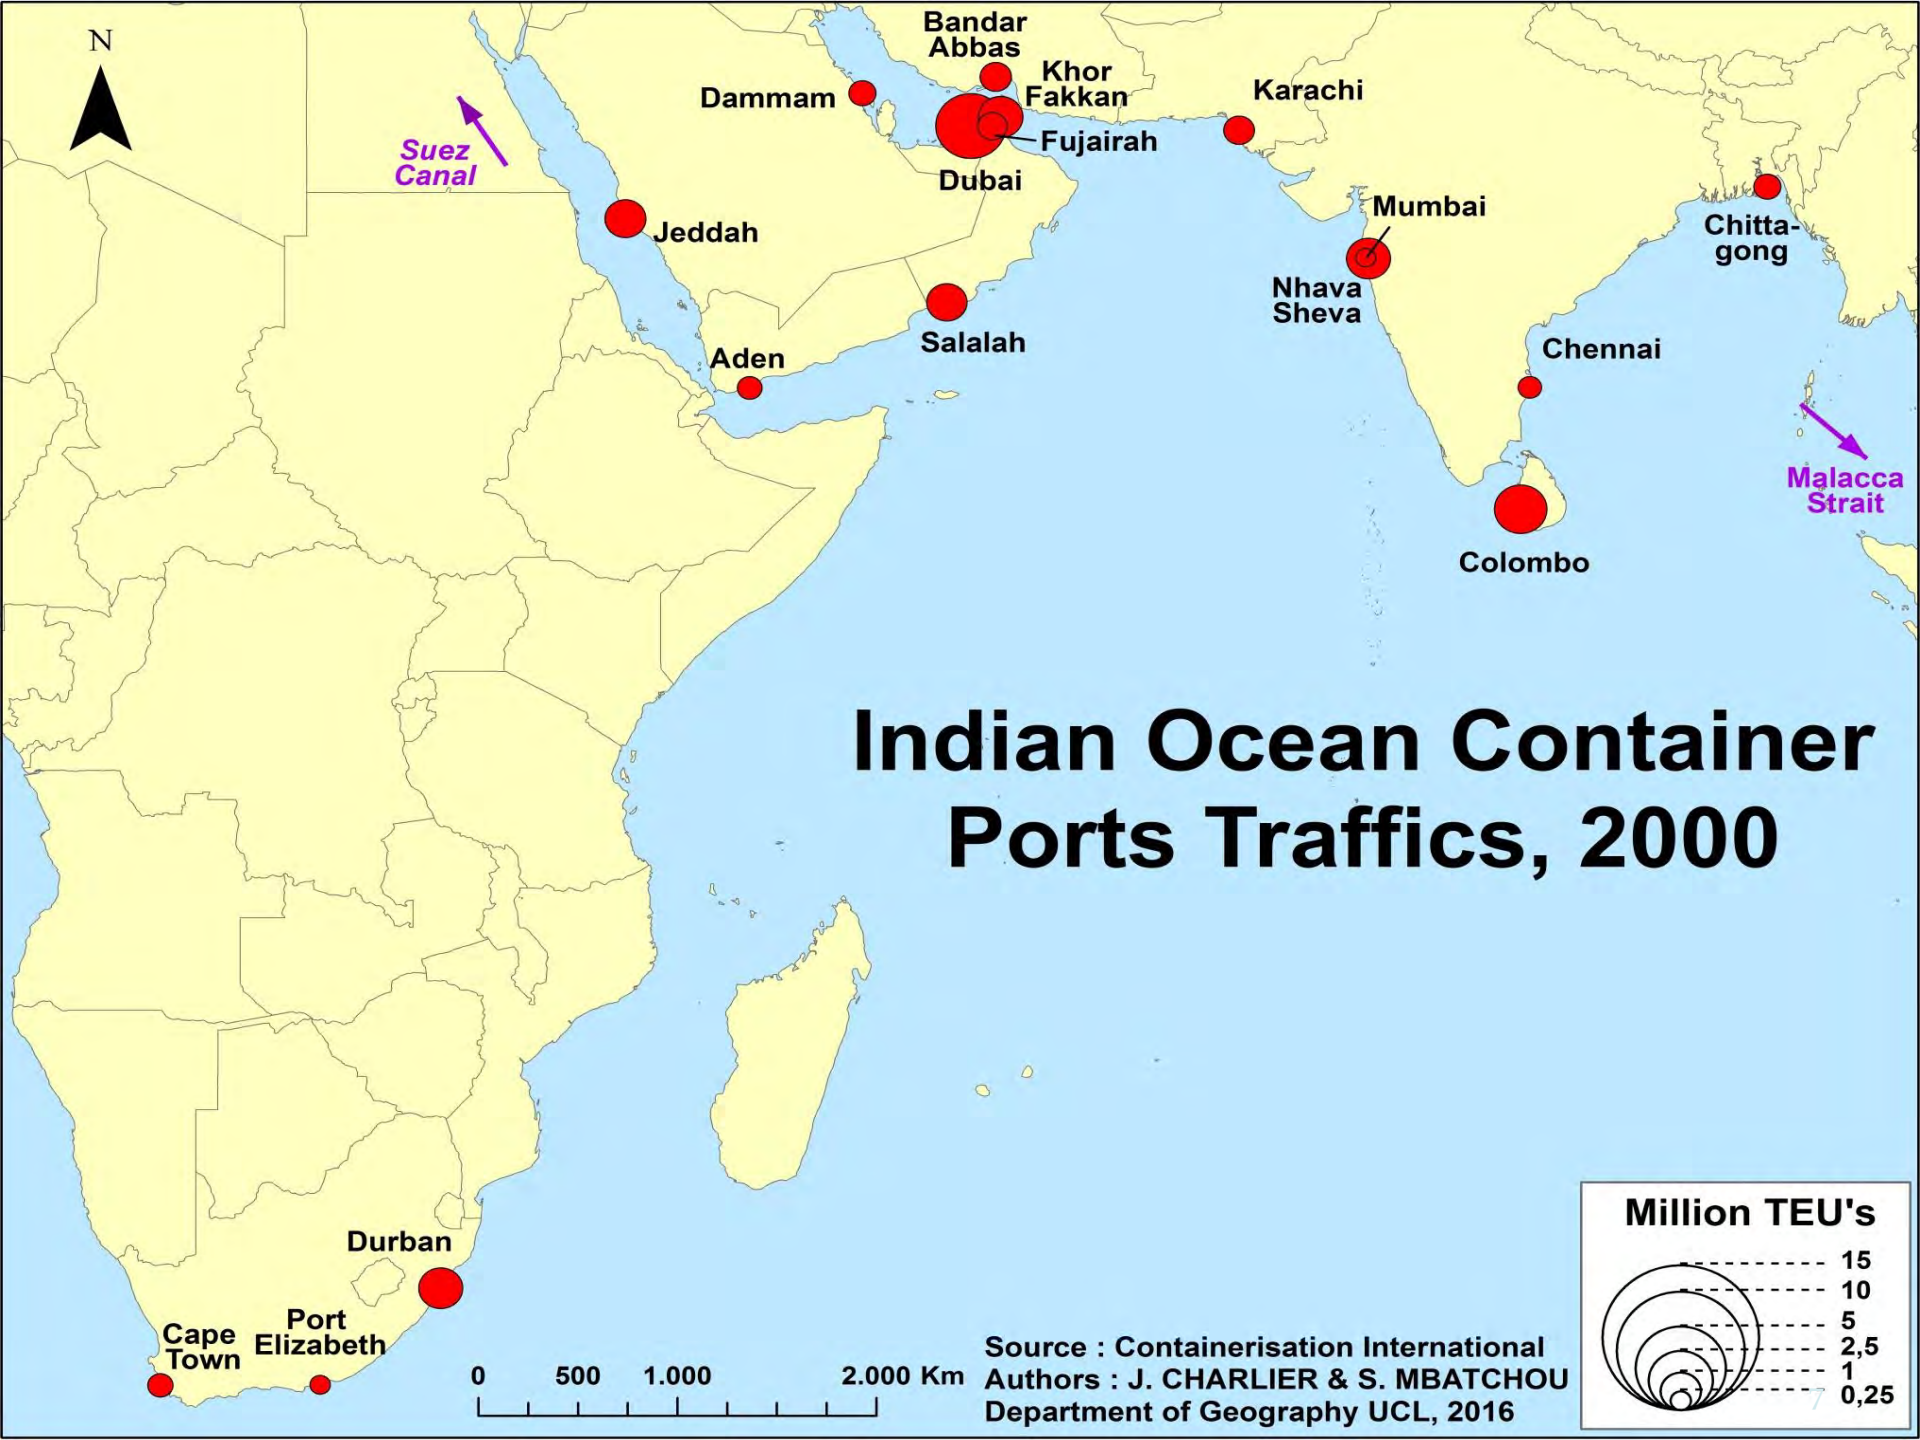 N
Bandar
Abbas
Khor
Fakkan
Dammam
Karachi
Fujairah
Suez
Canal
Dubai
Mumbai
Jeddah
Chitta-
gong
Nhava
Sheva
Salalah
Aden
Chennai
Malacca
Strait
Colombo
Indian Ocean Container
Ports Traffics, 2000
Durban
Port
Elizabeth
Cape
Town
0 500 1.000 2.000 Km
Source : Containerisation International
Authors : J. CHARLIER & S. MBATCHOU
Department of Geography UCL, 2016
Million TEU's
15
10
5
2,5
1
0,25
7